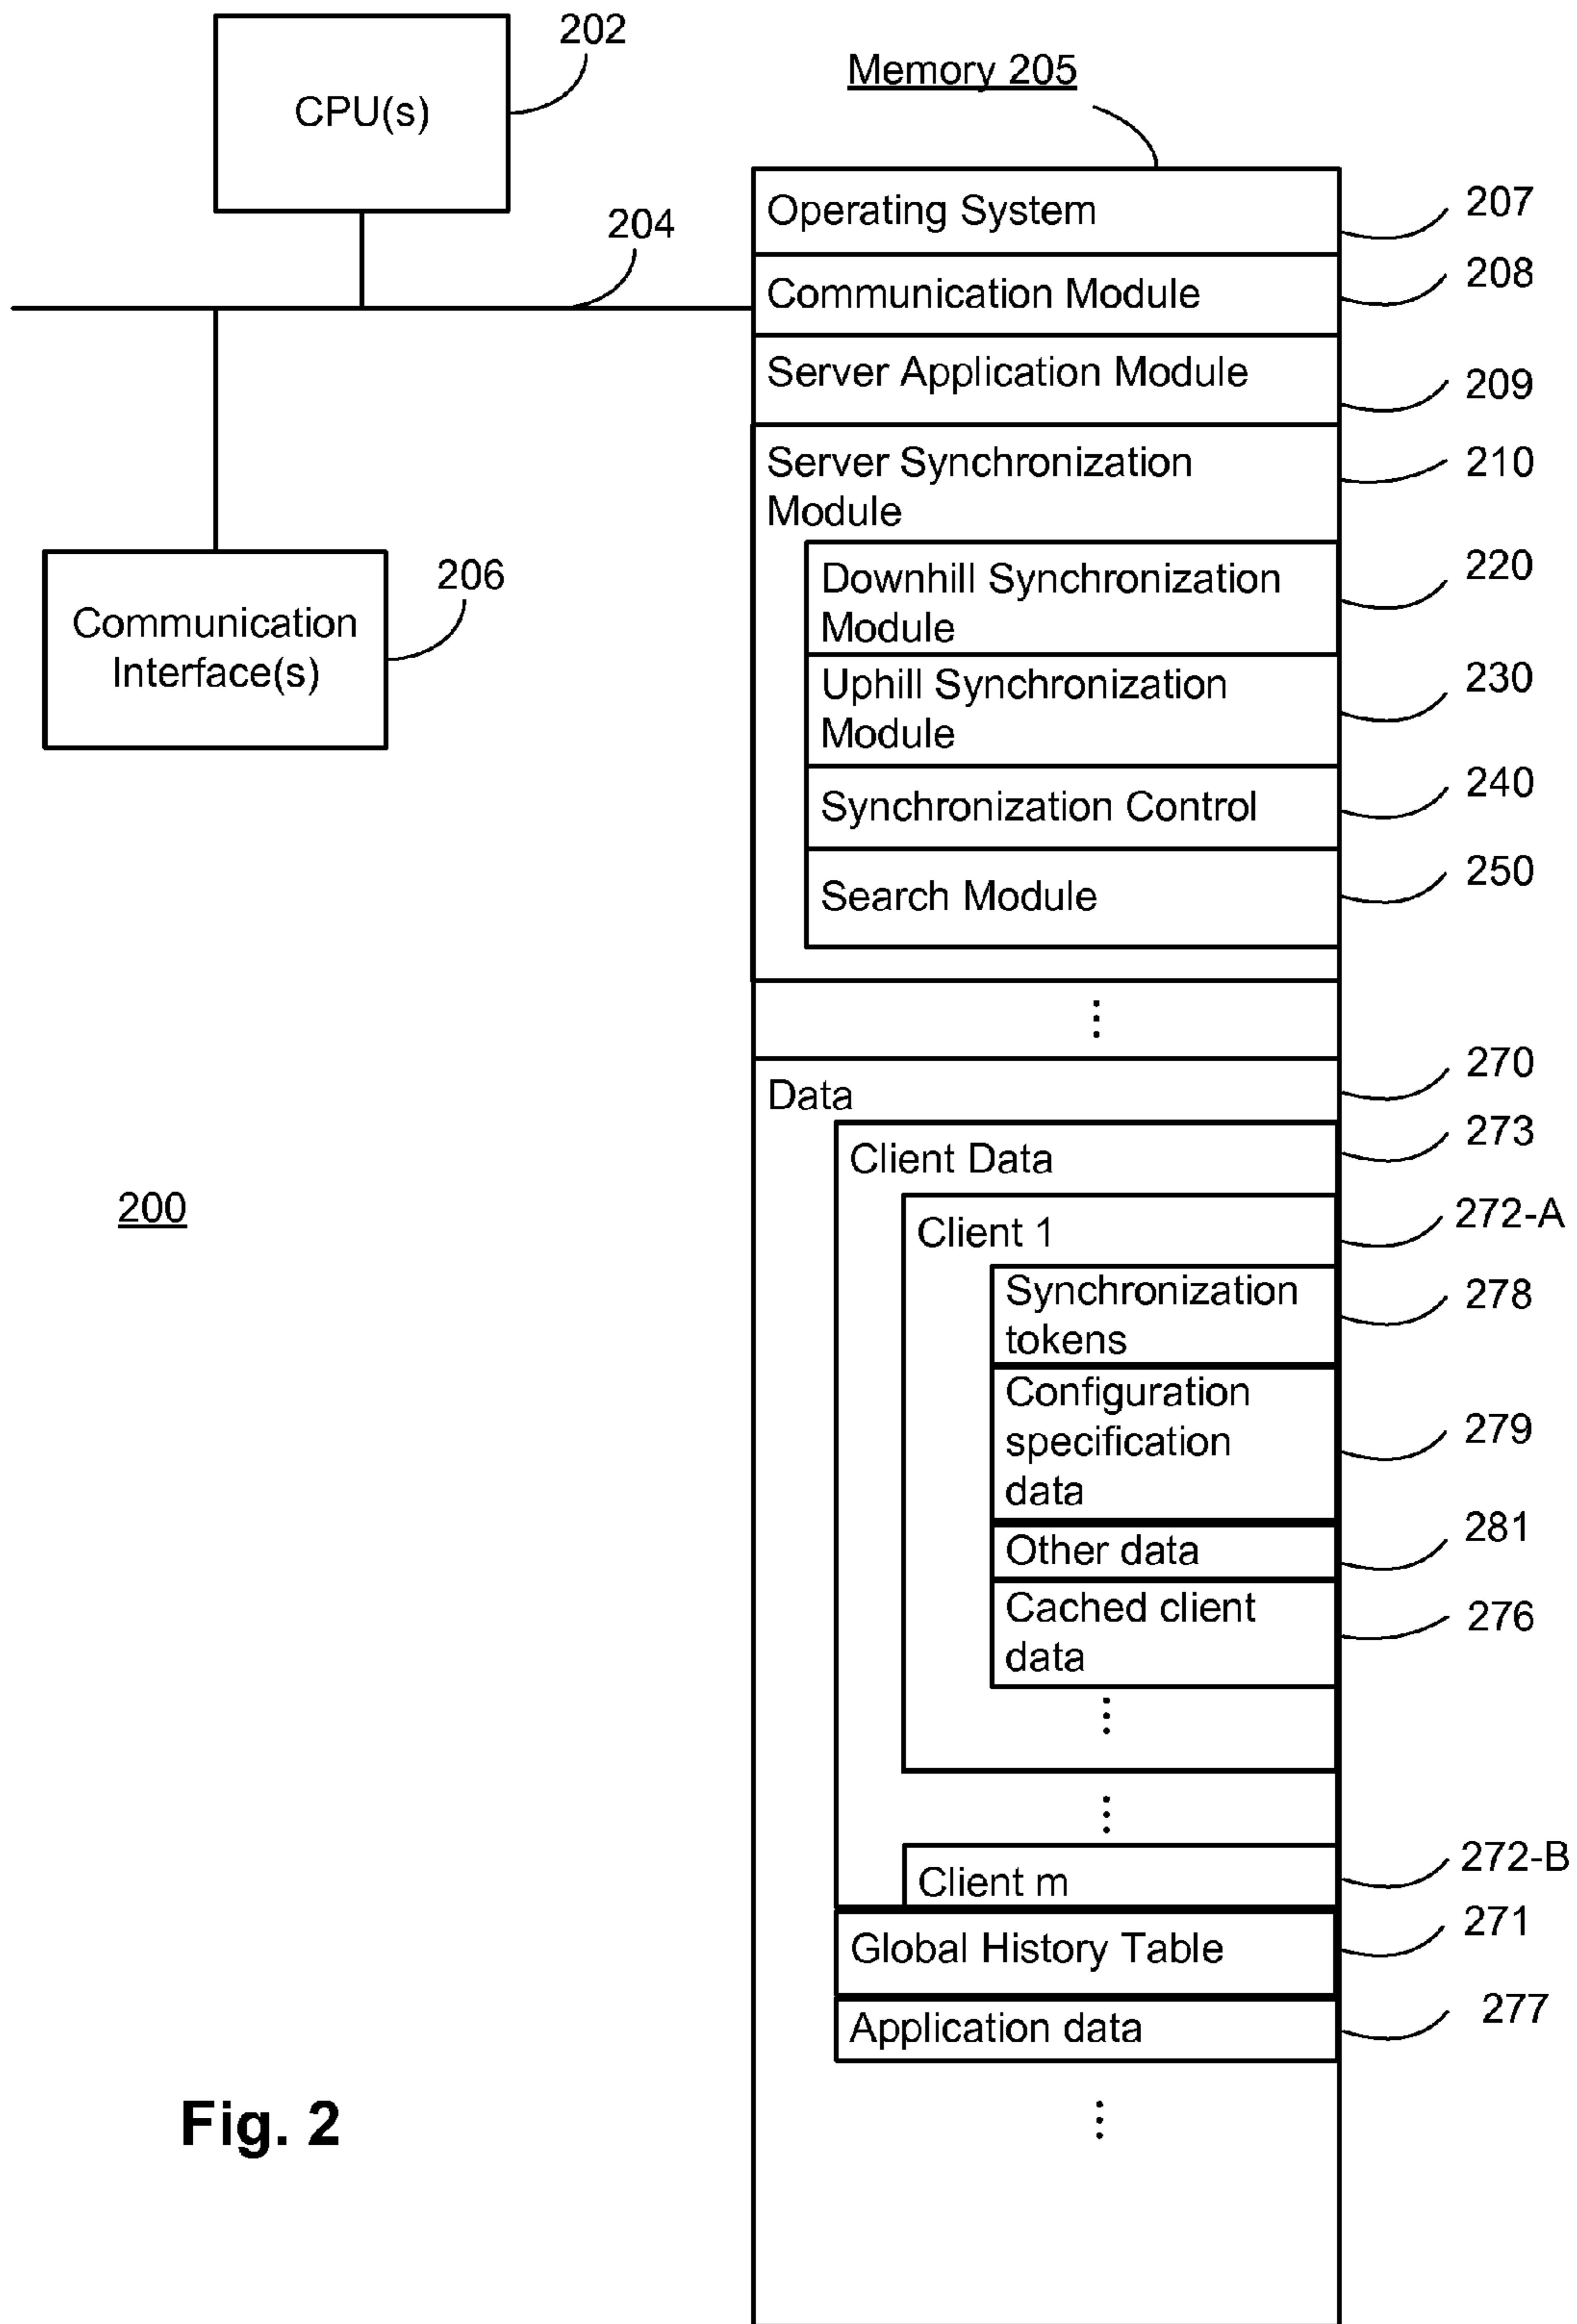 202
CPU(s)
Memory 205
Operating System
207
204
Communication Module
208
Server Application Module
209
Server Synchronization
Module
210
Communication
Interface(s)
206
Downhill Synchronization
Module
220
Uphill Synchronization
Module
230
Synchronization Control
240
Search Module
250
Data
270
Client Data
273
200
Client 1
272-A
Synchronization
tokens
278
Configuration
specification
data
279
Other data
281
Cached client
data
276
Client m
272-B
Global History Table
271
Application data
277
Fig. 2